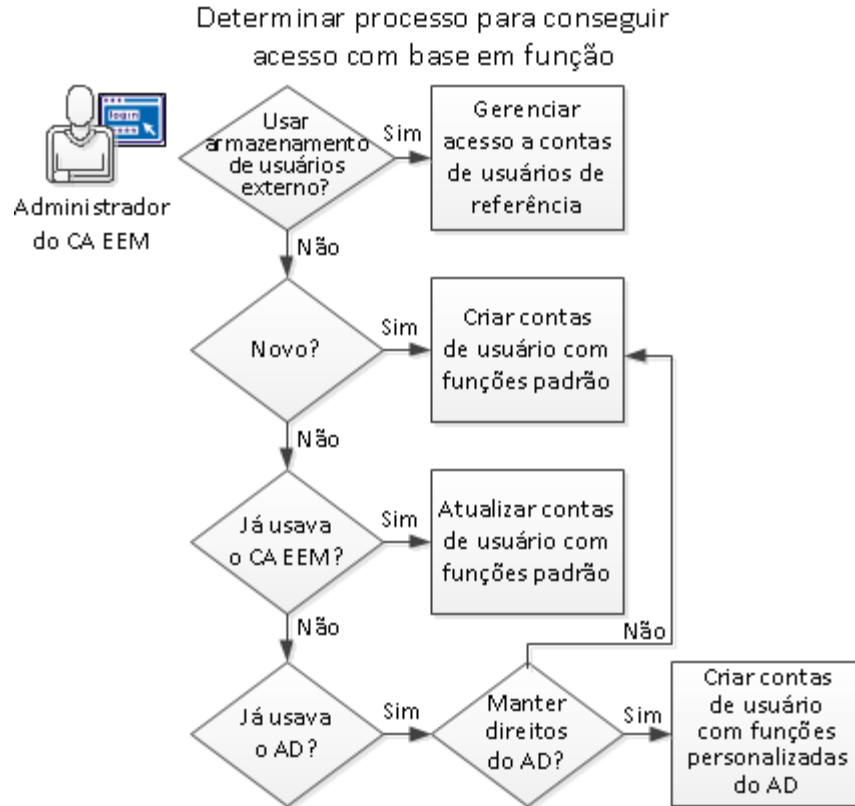 Determinar processo para conseguir
acesso com base em função
login
Administrador
do CA EEM
Usar
armazenamento
de usuários
externo?
Sim
Gerenciar
acesso a contas
de usuários de
referência
Não
Novo?
Sim
Criar contas
de usuário com
funções padrão
Não
Já usava
o CA EEM?
Sim
Atualizar contas
de usuário com
funções padrão
Não
Não
Já usava
o AD?
Sim
Manter
direitos
do AD?
Sim
Criar contas
de usuário
com funções
personalizadas
do AD